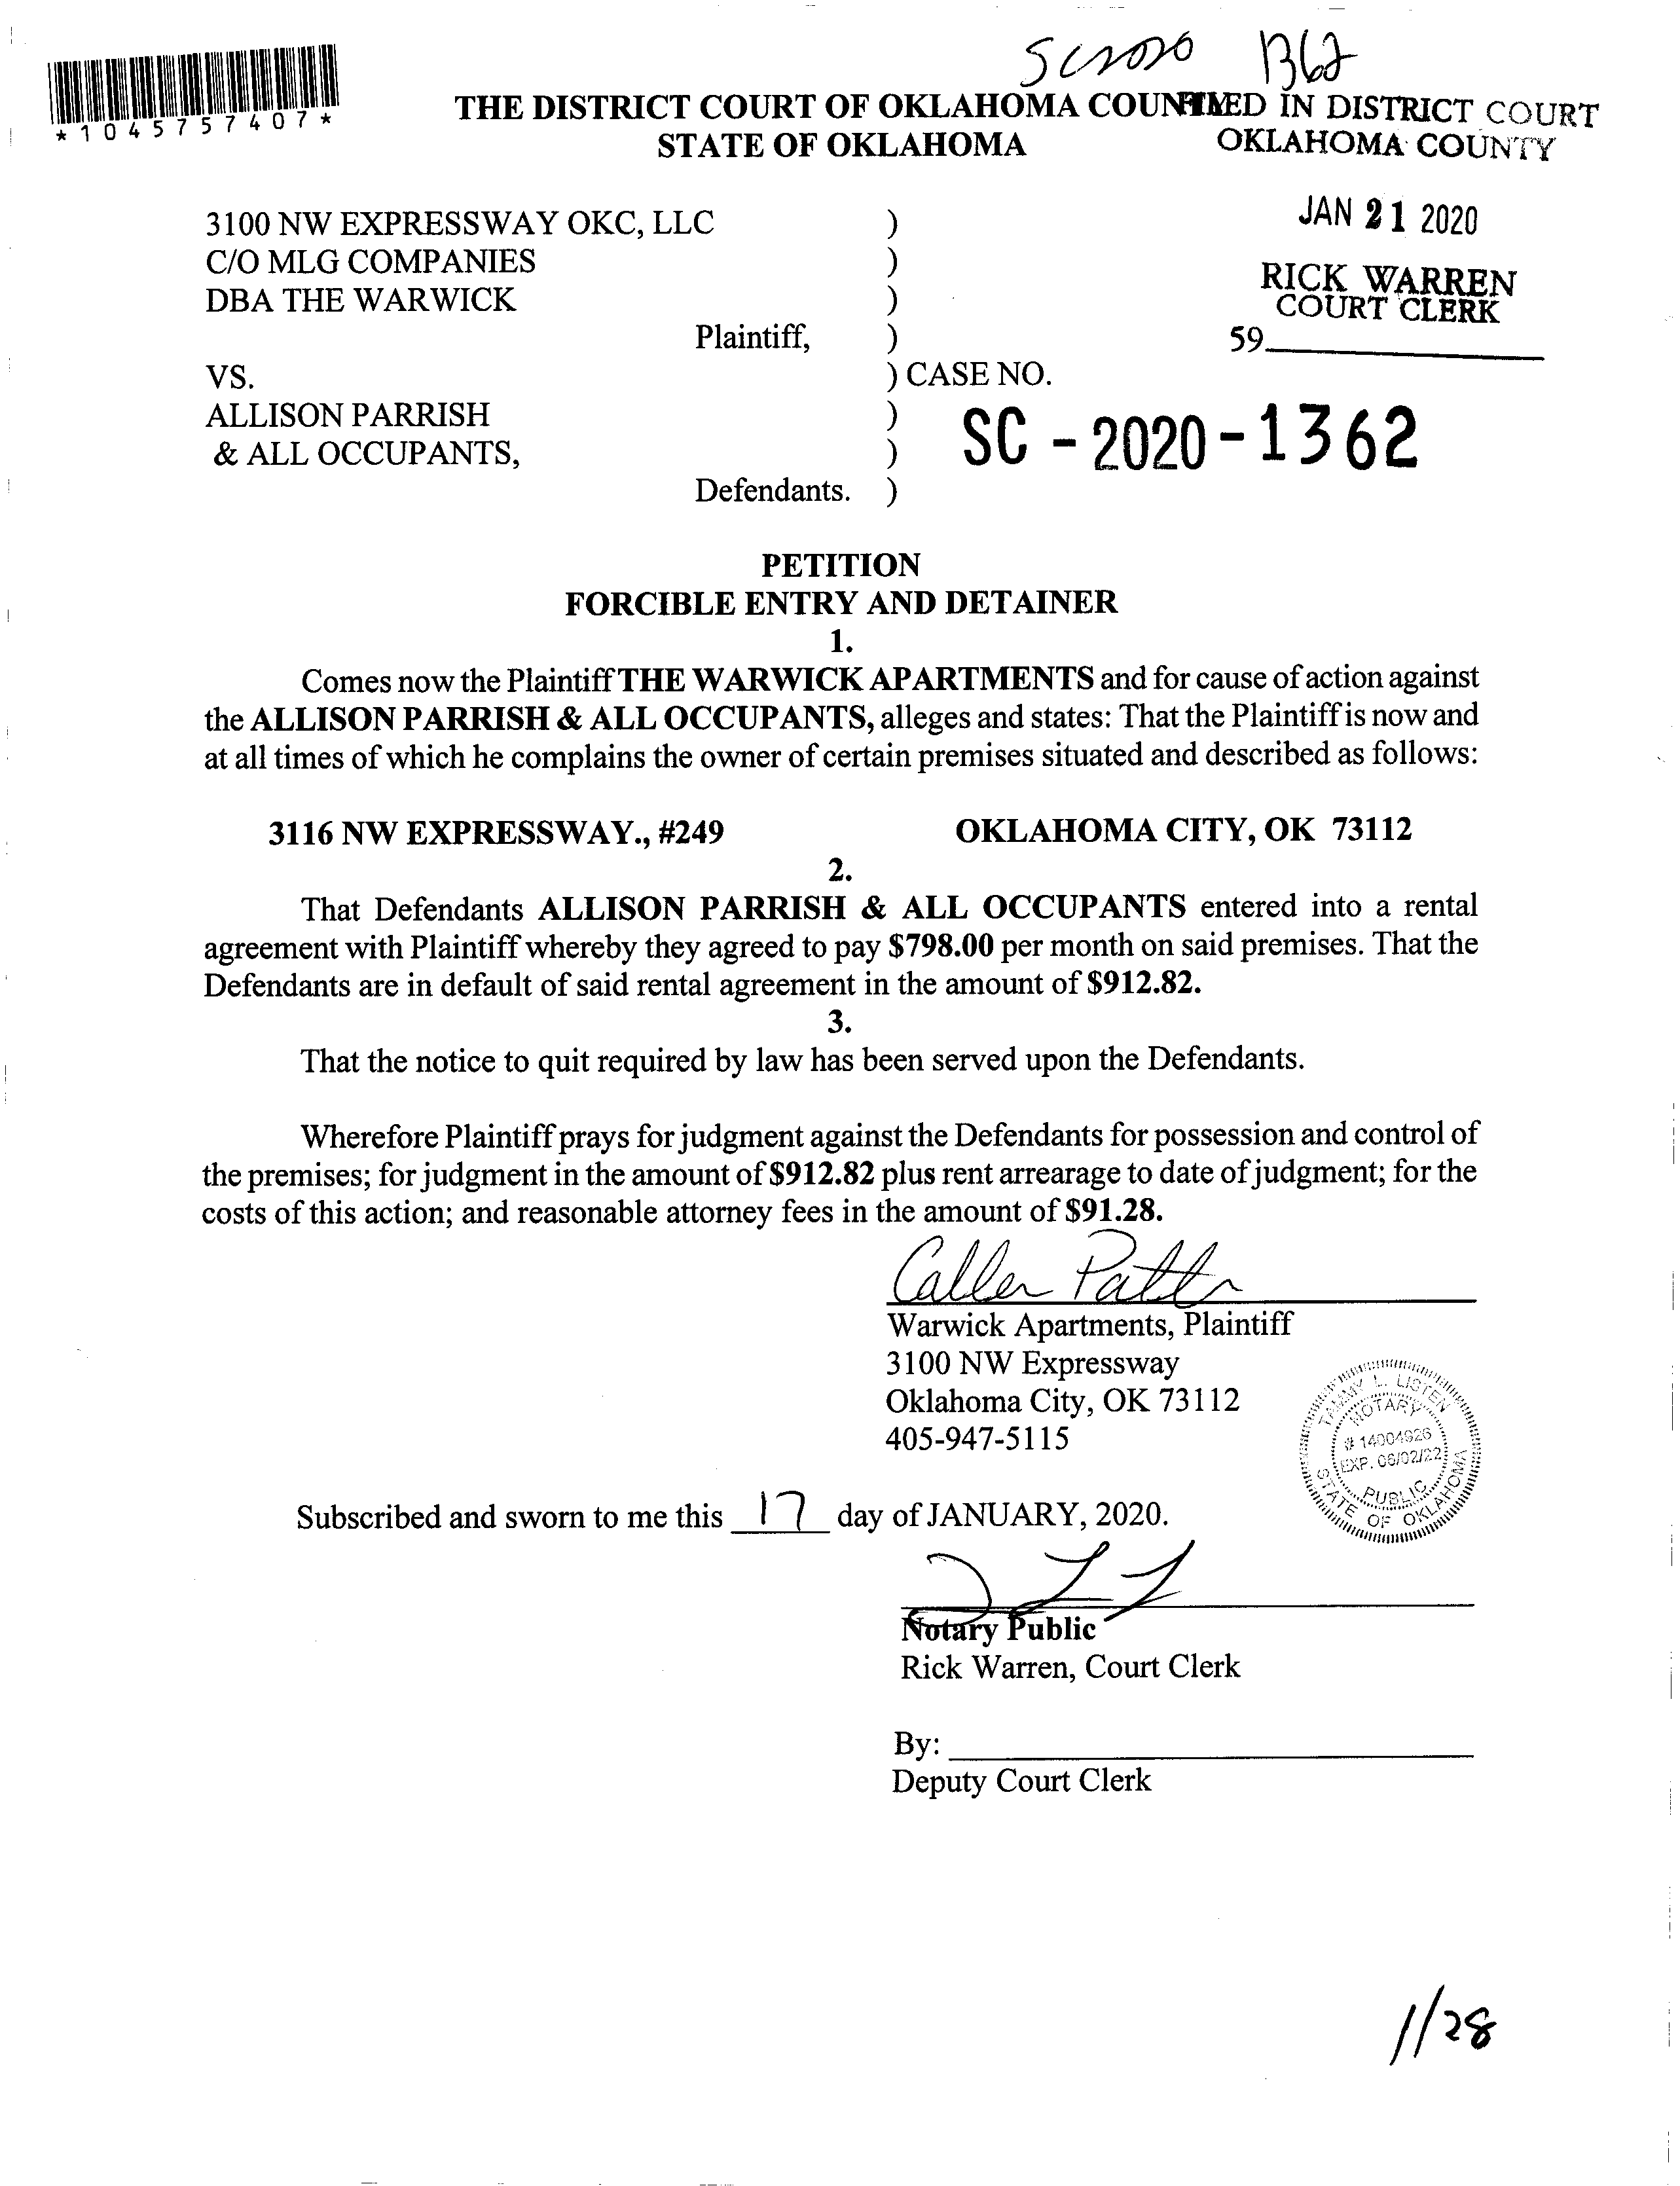 SC2020 1362
*1045757407*
THE DISTRICT COURT OF OKLAHOMA COUNTY
STATE OF OKLAHOMA
FILED IN DISTRICT COURT
OKLAHOMA COUNTY
JAN 21 2020
RICK WARREN
COURT CLERK
59
3100 NW EXPRESSWAY OKC, LLC )
C/O MLG COMPANIES )
DBA THE WARWICK )
Plaintiff, )
VS. ) CASE NO.
ALLISON PARRISH )
& ALL OCCUPANTS, )
Defendants. )
SC - 2020 - 1362
PETITION
FORCIBLE ENTRY AND DETAINER
1.
Comes now the Plaintiff THE WARWICK APARTMENTS and for cause of action against
the ALLISON PARRISH & ALL OCCUPANTS, alleges and states: That the Plaintiff is now and
at all times of which he complains the owner of certain premises situated and described as follows:
3116 NW EXPRESSWAY., #249 OKLAHOMA CITY, OK 73112
2.
That Defendants ALLISON PARRISH & ALL OCCUPANTS entered into a rental
agreement with Plaintiff whereby they agreed to pay $798.00 per month on said premises. That the
Defendants are in default of said rental agreement in the amount of $912.82.
3.
That the notice to quit required by law has been served upon the Defendants.
Wherefore Plaintiff prays for judgment against the Defendants for possession and control of
the premises; for judgment in the amount of $912.82 plus rent arrearage to date of judgment; for the
costs of this action; and reasonable attorney fees in the amount of $91.28.
Warwick Apartments, Plaintiff
3100 NW Expressway
Oklahoma City, OK 73112
405-947-5115
TAMMY L. LISTEN
NOTARY
# 14004926
EXP. 06/02/22
PUBLIC
STATE OF OKLAHOMA
Subscribed and sworn to me this 17 day of JANUARY, 2020.
Notary Public
Rick Warren, Court Clerk
By:
Deputy Court Clerk
1/28